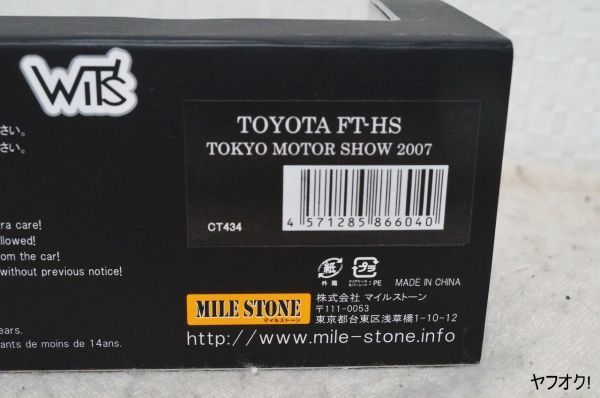 WIT'S
さい。
さい。
TOYOTA FT-HS
TOKYO MOTOR SHOW 2007
4 571285 866040
CT434
ra care!
llowed!
om the car!
without previous notice!
紙
外箱
プラ
PE
MADE IN CHINA
MILE STONE
マイルストーン
株式会社 マイルストーン
〒111-0053
東京都台東区浅草橋1-10-12
http://www.mile-stone.info
ears.
ants de moins de 14ans.
ヤフオク!